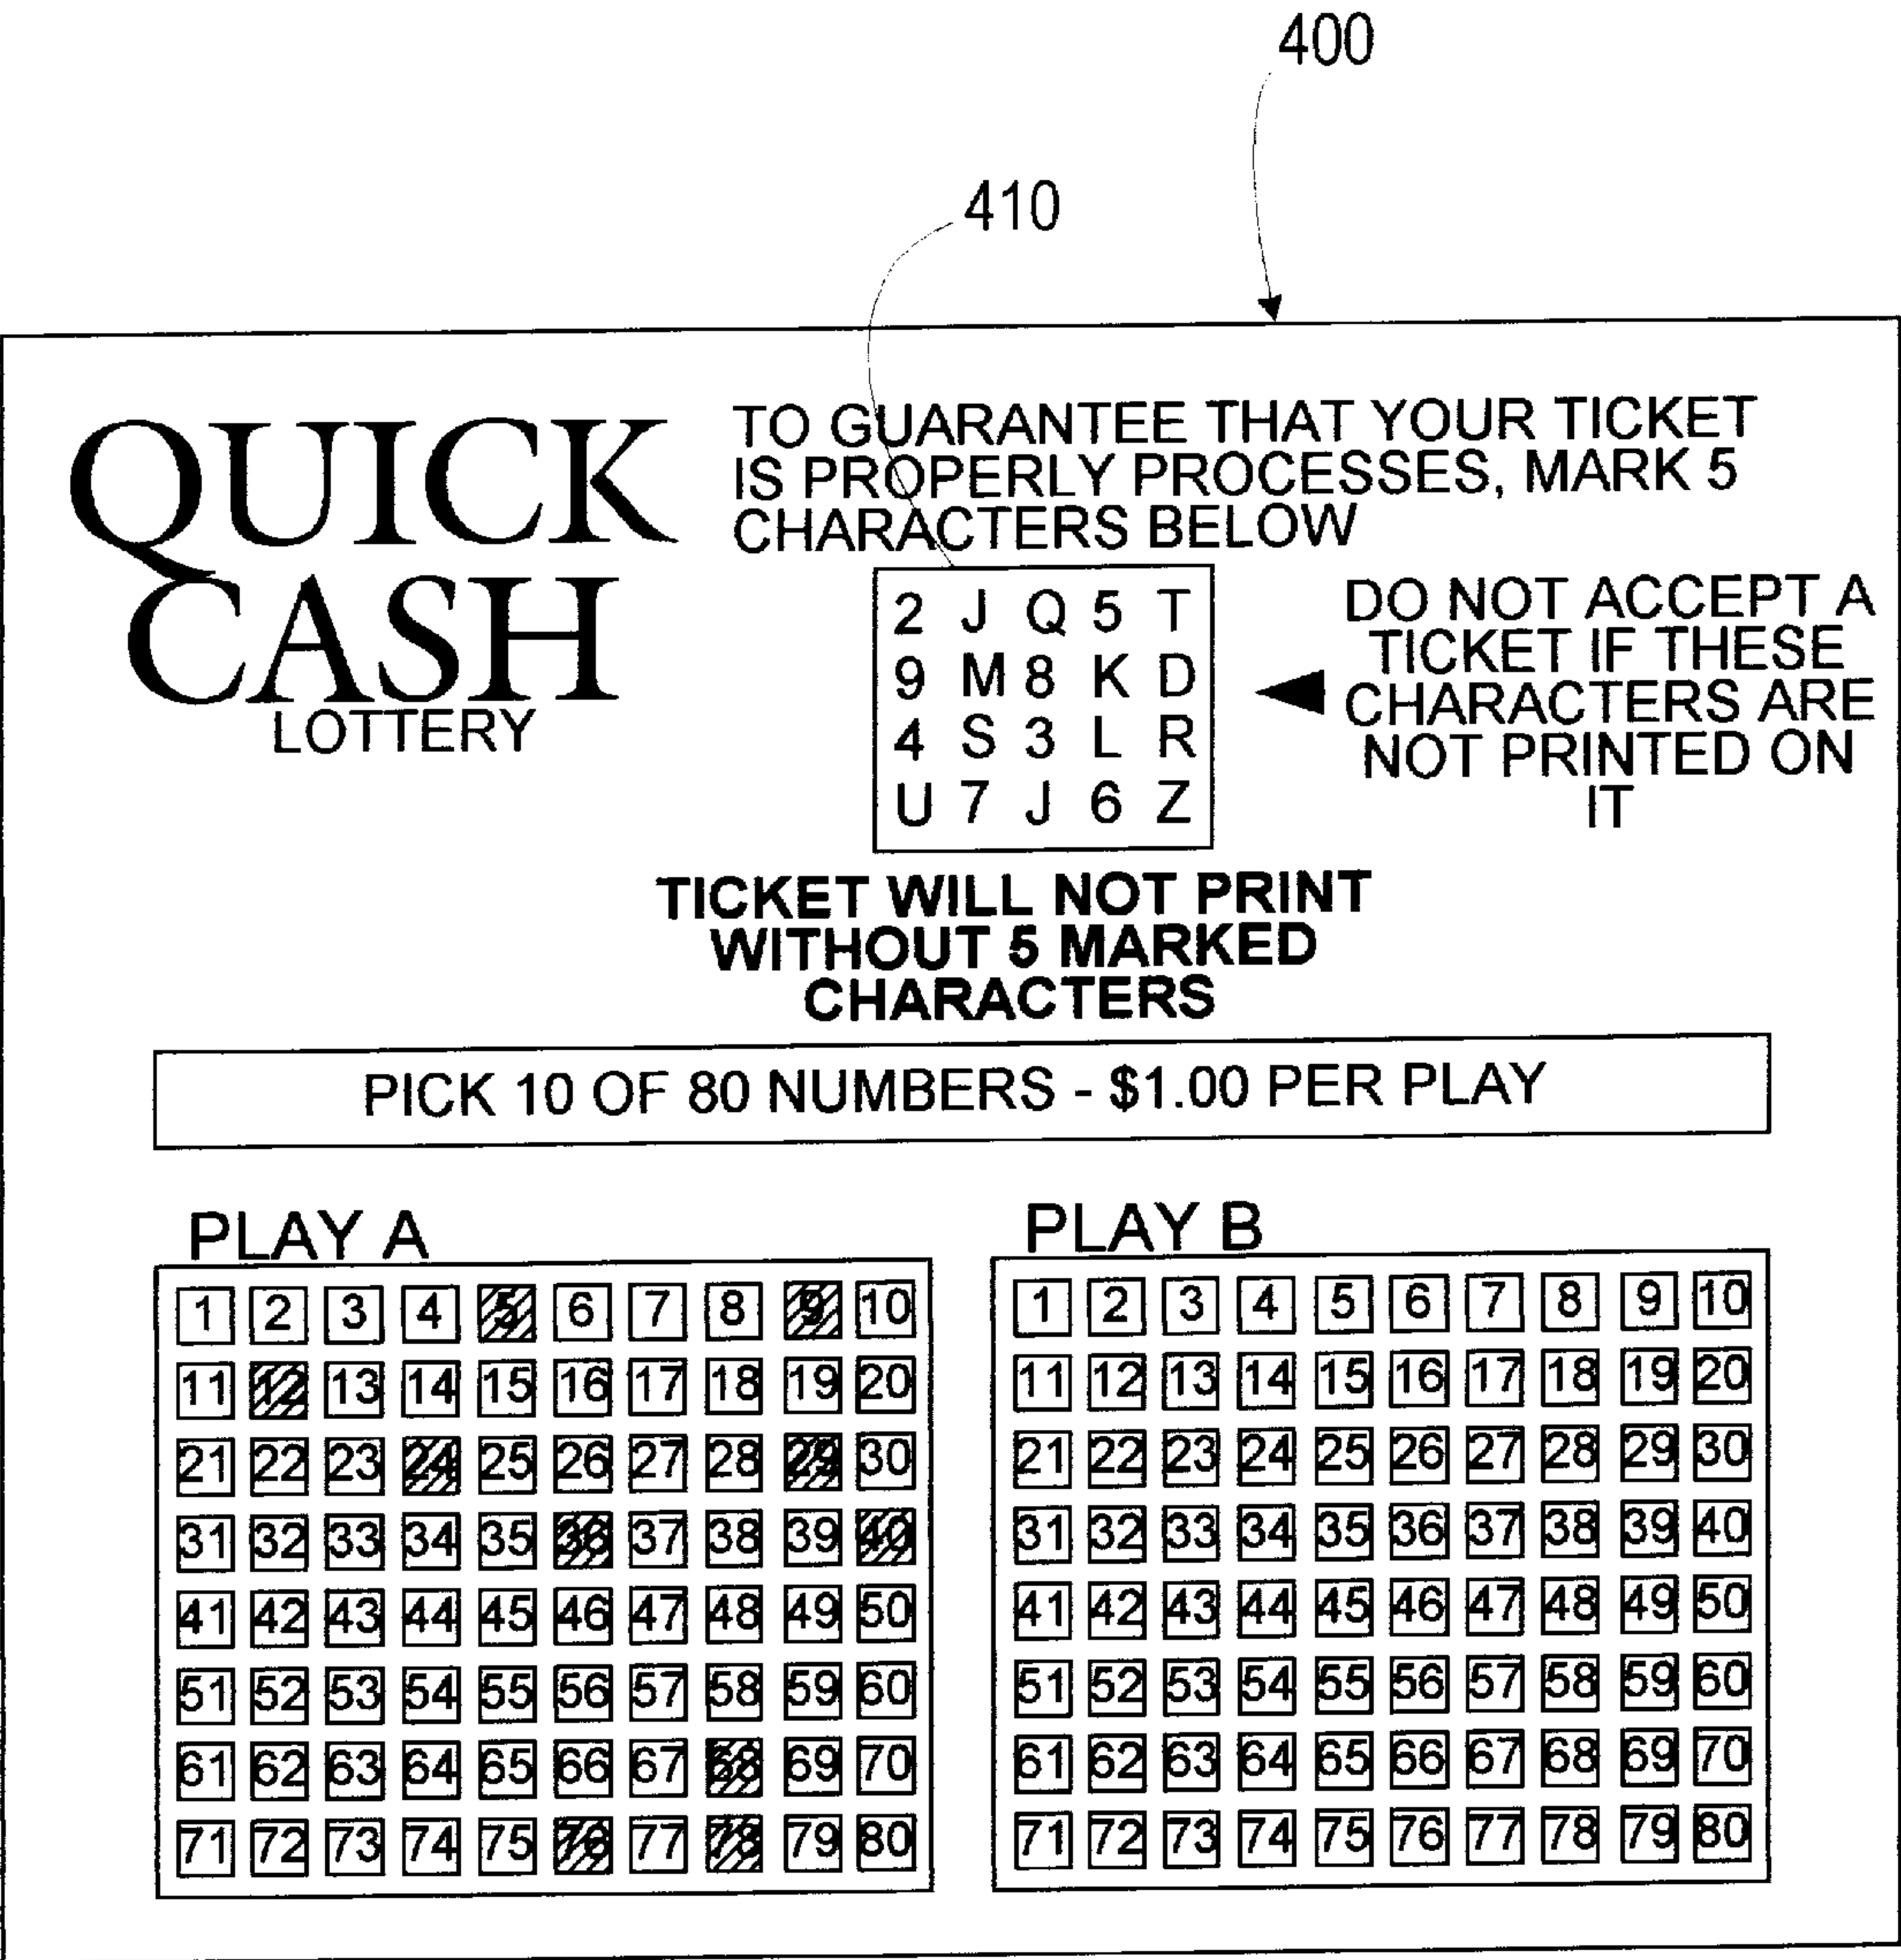 400
410
QUICK
CASH
LOTTERY
TO GUARANTEE THAT YOUR TICKET
IS PROPERLY PROCESSES, MARK 5
CHARACTERS BELOW
2 J Q 5 T
9 M 8 K D
4 S 3 L R
U 7 J 6 Z
DO NOT ACCEPT A
TICKET IF THESE
CHARACTERS ARE
NOT PRINTED ON
IT
TICKET WILL NOT PRINT
WITHOUT 5 MARKED
CHARACTERS
PICK 10 OF 80 NUMBERS - $1.00 PER PLAY
PLAY A
1 2 3 4 5 6 7 8 9 10
11 12 13 14 15 16 17 18 19 20
21 22 23 24 25 26 27 28 29 30
31 32 33 34 35 36 37 38 39 40
41 42 43 44 45 46 47 48 49 50
51 52 53 54 55 56 57 58 59 60
61 62 63 64 65 66 67 68 69 70
71 72 73 74 75 76 77 78 79 80
PLAY B
1 2 3 4 5 6 7 8 9 10
11 12 13 14 15 16 17 18 19 20
21 22 23 24 25 26 27 28 29 30
31 32 33 34 35 36 37 38 39 40
41 42 43 44 45 46 47 48 49 50
51 52 53 54 55 56 57 58 59 60
61 62 63 64 65 66 67 68 69 70
71 72 73 74 75 76 77 78 79 80